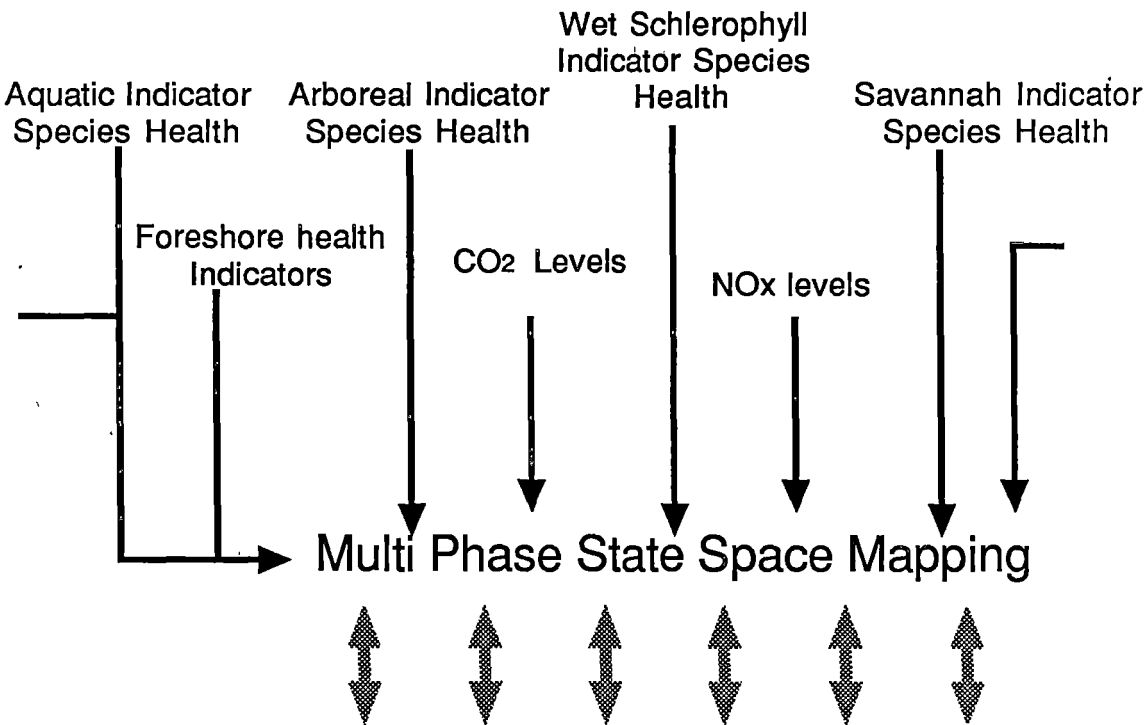 Wet Schlerophyll
Indicator Species
Health
Aquatic Indicator
Species Health
Arboreal Indicator
Species Health
Savannah Indicator
Species Health
Foreshore health
Indicators
CO2 Levels
NOx levels
Multi Phase State Space Mapping